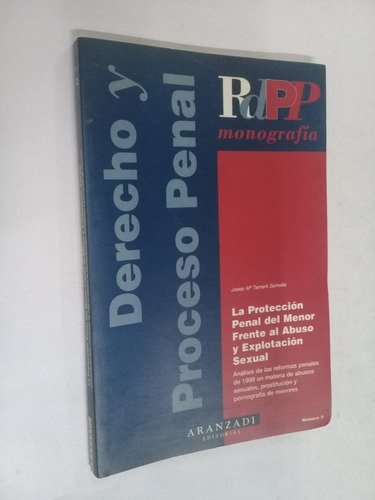 Derecho y
Proceso Penal
RdPP
monografía
Josep Mª Tamarit Sumalla
La Protección
Penal del Menor
Frente al Abuso
y Explotación
Sexual
Análisis de las reformas penales
de 1999 en materia de abusos
sexuales, prostitución y
pornografía de menores
ARANZADI
EDITORIAL